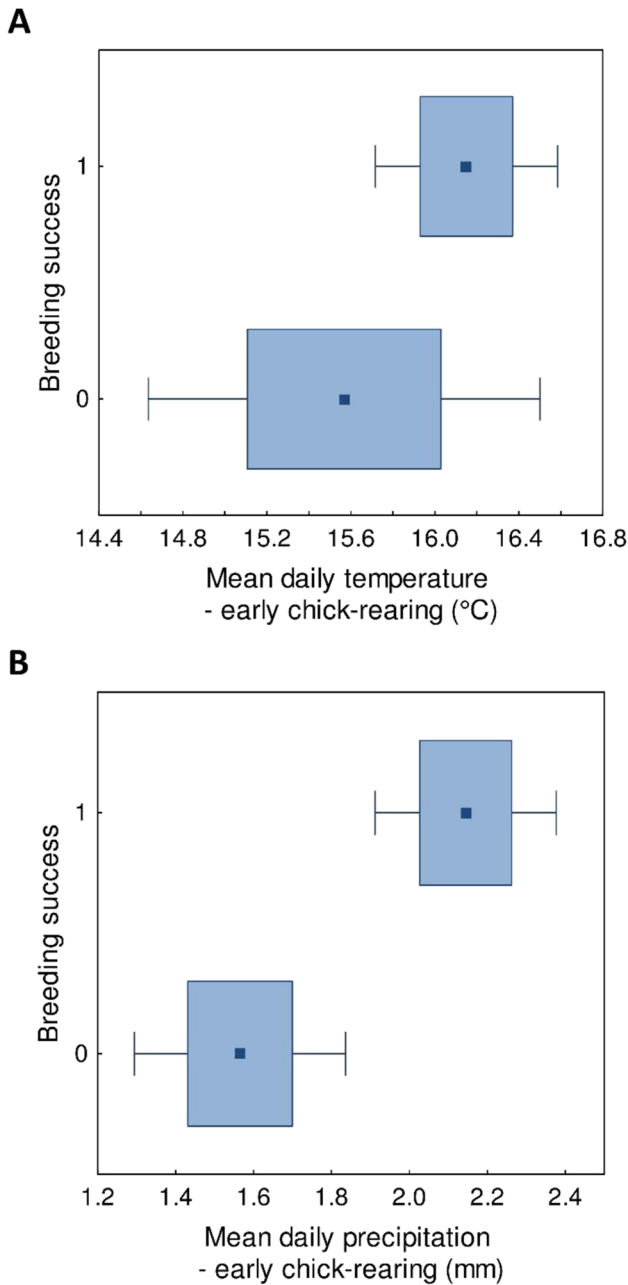 A
Breeding success
1
0
14.4 14.8 15.2 15.6 16.0 16.4 16.8
Mean daily temperature
- early chick-rearing (°C)
B
Breeding success
1
0
1.2 1.4 1.6 1.8 2.0 2.2 2.4
Mean daily precipitation
- early chick-rearing (mm)